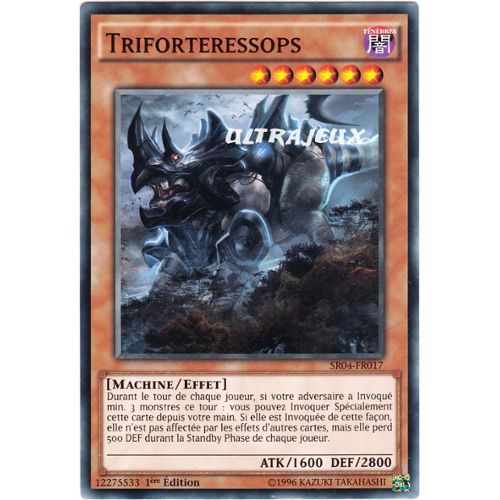 TRIFORTERESSOPS
TÉNÈBRES
闇
ULTRAJEUX
SR04-FR017
[MACHINE/EFFET]
Durant le tour de chaque joueur, si votre adversaire a Invoqué
min. 3 monstres ce tour : vous pouvez Invoquer Spécialement
cette carte depuis votre main. Si elle est Invoquée de cette façon,
elle n'est pas affectée par les effets d'autres cartes, mais elle perd
500 DEF durant la Standby Phase de chaque joueur.
ATK/1600 DEF/2800
12275533 1ère Édition ©1996 KAZUKI TAKAHASHI